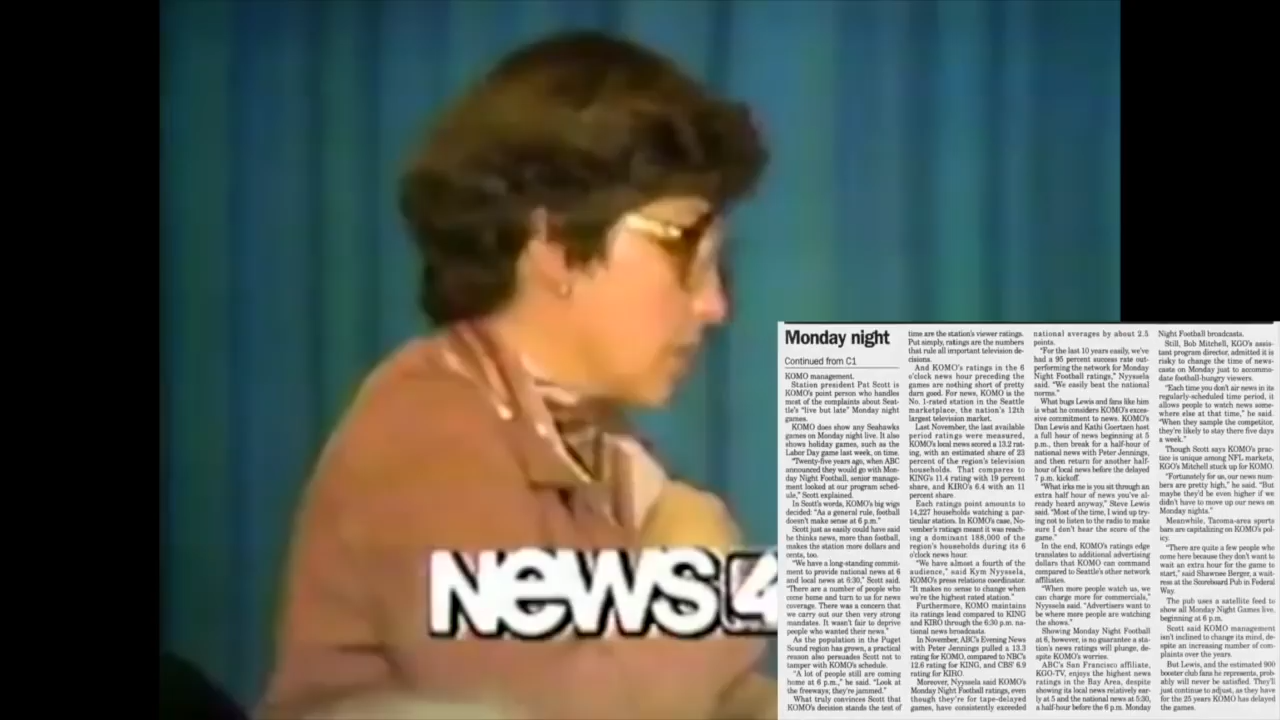 NEWS 4
Monday night
Continued from C1
KOMO management.
Station president Pat Scott is
KOMO's point person who handles
most of the complaints about Seat-
tle's "live but late" Monday night
games.
KOMO does show any Seahawks
games on Monday night live. It also
shows holiday games, such as the
Labor Day game last week, on time.
"Twenty-five years ago, when ABC
announced they would go with Mon-
day Night Football, senior manage-
ment looked at our program sched-
ule," Scott explained.
In Scott's words, KOMO's big wigs
decided: "As a general rule, football
doesn't make sense at 6 p.m."
Scott just as easily could have said
he thinks news, more than football,
makes the station more dollars and
cents, too.
"We have a long-standing commit-
ment to provide national news at 6
and local news at 6:30," Scott said.
"There are a number of people who
come home and turn to us for news
coverage. There was a concern that
we carry out our then very strong
mandates. It wasn't fair to deprive
people who wanted their news."
As the population in the Puget
Sound region has grown, a practical
reason also persuades Scott not to
tamper with KOMO's schedule.
"A lot of people still are coming
home at 6 p.m.," he said. "Look at
the freeways; they're jammed."
What truly convinces Scott that
KOMO's decision stands the test of
time are the station's viewer ratings.
Put simply, ratings are the numbers
that rule all important television de-
cisions.
And KOMO's ratings in the 6
o'clock news hour preceding the
games are nothing short of pretty
darn good. For news, KOMO is the
No. 1-rated station in the Seattle
marketplace, the nation's 12th
largest television market.
Last November, the last available
period ratings were measured,
KOMO's local news scored a 13.2 rat-
ing, with an estimated share of 23
percent of the region's television
households. That compares to
KING's 11.4 rating with 19 percent
share, and KIRO's 6.4 with an 11
percent share.
Each ratings point amounts to
14,227 households watching a par-
ticular station. In KOMO's case, No-
vember's ratings meant it was reach-
ing a dominant 188,000 of the
region's households during its 6
o'clock news hour.
"We have almost a fourth of the
audience," said Kym Nyyssela,
KOMO's press relations coordinator.
"It makes no sense to change when
we're the highest rated station."
Furthermore, KOMO maintains
its ratings lead compared to KING
and KIRO through the 6:30 p.m. na-
tional news broadcasts.
In November, ABC's Evening News
with Peter Jennings pulled a 13.3
rating for KOMO, compared to NBC's
12.6 rating for KING, and CBS' 6.9
rating for KIRO.
Moreover, Nyyssela said KOMO's
Monday Night Football ratings, even
though they're for tape-delayed
games, have consistently exceeded
national averages by about 2.5
points.
"For the last 10 years easily, we've
had a 95 percent success rate out-
performing the network for Monday
Night Football ratings," Nyyssela
said. "We easily beat the national
norms."
What bugs Lewis and fans like him
is what he considers KOMO's exces-
sive commitment to news. KOMO's
Dan Lewis and Kathi Goertzen host
a full hour of news beginning at 5
p.m., then break for a half-hour of
national news with Peter Jennings,
and then return for another half-
hour of local news before the delayed
7 p.m. kickoff.
"What irks me is you sit through an
extra half hour of news you've al-
ready heard anyway," Steve Lewis
said. "Most of the time, I wind up try-
ing not to listen to the radio to make
sure I don't hear the score of the
game."
In the end, KOMO's ratings edge
translates to additional advertising
dollars that KOMO can command
compared to Seattle's other network
affiliates.
"When more people watch us, we
can charge more for commercials,"
Nyyssela said. "Advertisers want to
be where more people are watching
the shows."
Showing Monday Night Football
at 6, however, is no guarantee a sta-
tion's news ratings will plunge, de-
spite KOMO's worries.
ABC's San Francisco affiliate,
KGO-TV, enjoys the highest news
ratings in the Bay Area, despite
showing its local news relatively ear-
ly at 5 and the national news at 5:30,
a half-hour before the 6 p.m. Monday
Night Football broadcasts.
Still, Bob Mitchell, KGO's assis-
tant program director, admitted it is
risky to change the time of news-
casts on Monday just to accommo-
date football-hungry viewers.
"Each time you don't air news in its
regularly-scheduled time period, it
allows people to watch news some-
where else at that time," he said.
"When they sample the competitor,
they're likely to stay there five days
a week."
Though Scott says KOMO's prac-
tice is unique among NFL markets,
KGO's Mitchell stuck up for KOMO.
"Fortunately for us, our news num-
bers are pretty high," he said. "But
maybe they'd be even higher if we
didn't have to move up our news on
Monday nights."
Meanwhile, Tacoma-area sports
bars are capitalizing on KOMO's pol-
icy.
"There are quite a few people who
come here because they don't want to
wait an extra hour for the game to
start," said Shawnee Berger, a wait-
ress at the Scoreboard Pub in Federal
Way.
The pub uses a satellite feed to
show all Monday Night Games live,
beginning at 6 p.m.
Scott said KOMO management
isn't inclined to change its mind, de-
spite an increasing number of com-
plaints over the years.
But Lewis, and the estimated 900
booster club fans he represents, prob-
ably will never be satisfied. They'll
just continue to adjust, as they have
for the 25 years KOMO has delayed
the games.